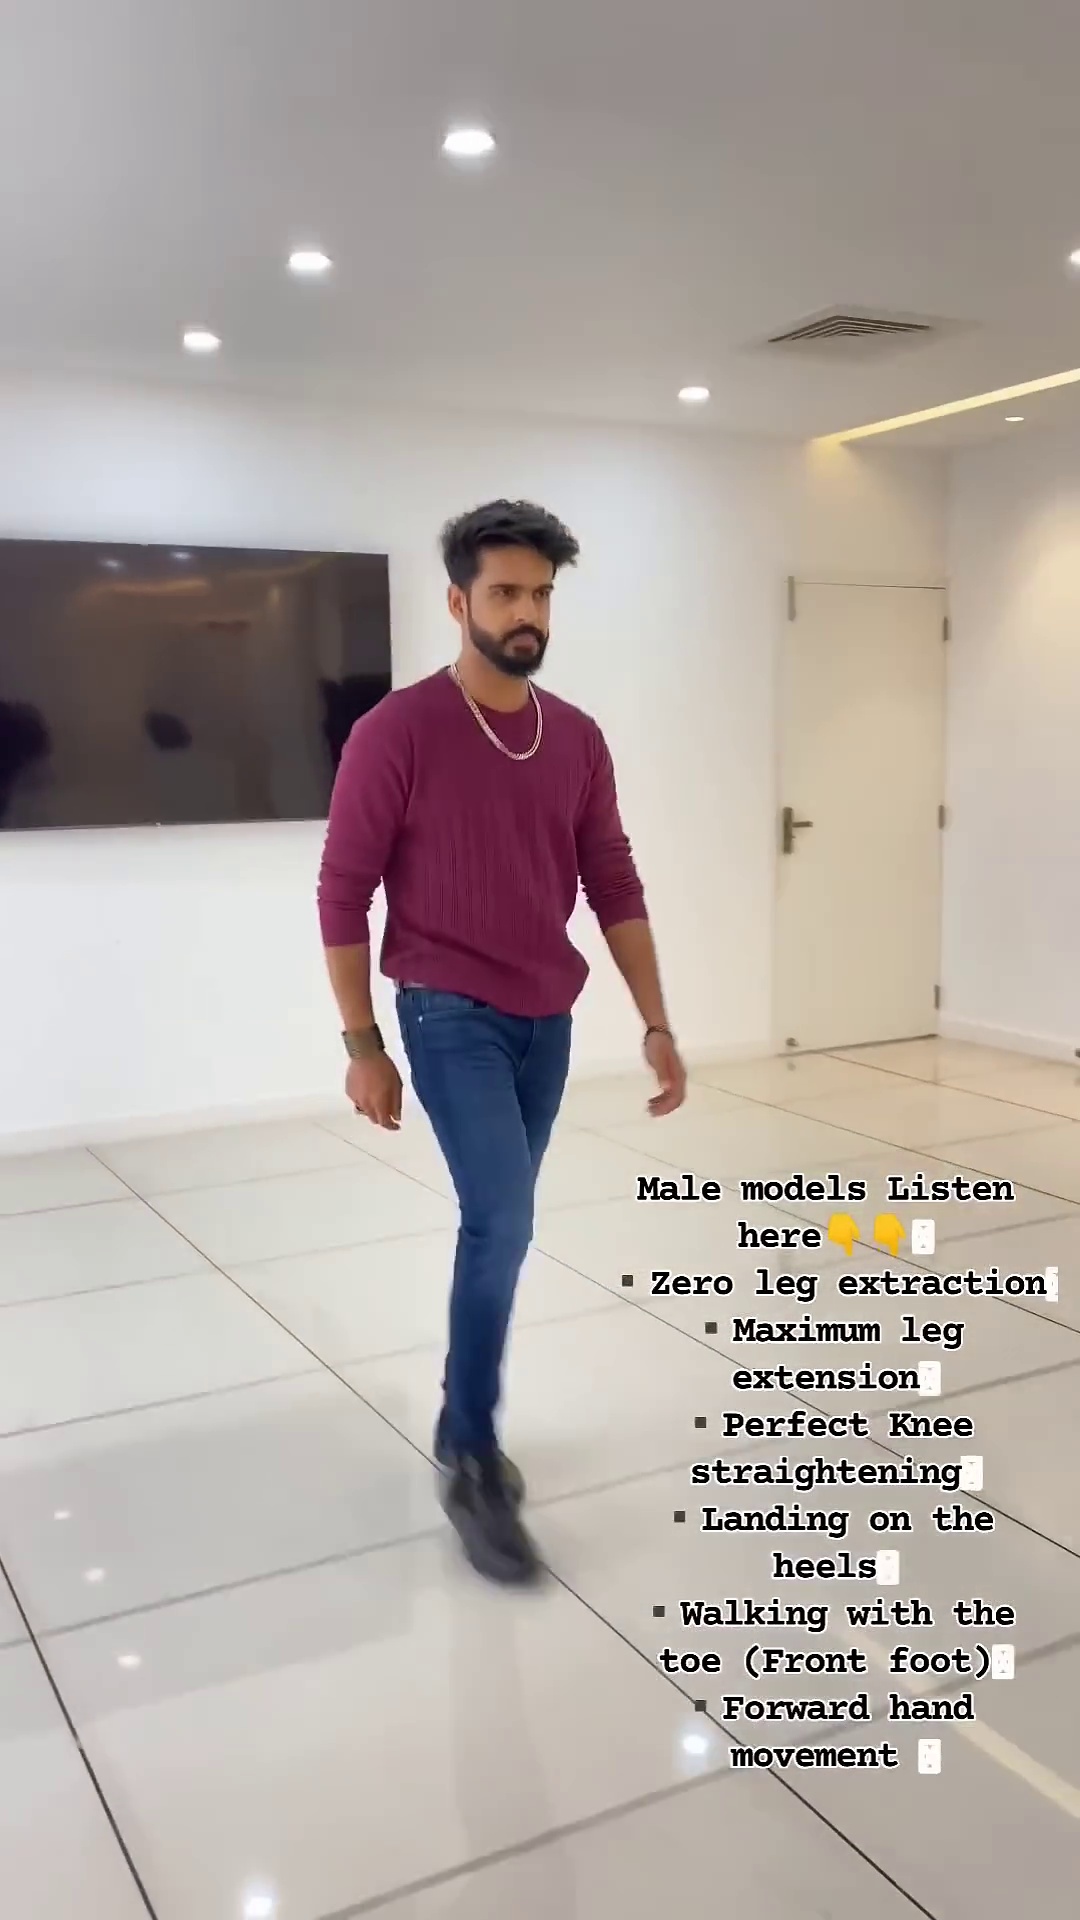 Male models Listen
here👇👇
▪ Zero leg extraction
▪ Maximum leg
extension
▪ Perfect Knee
straightening
▪ Landing on the
heels
▪ Walking with the
toe (Front foot)
▪ Forward hand
movement